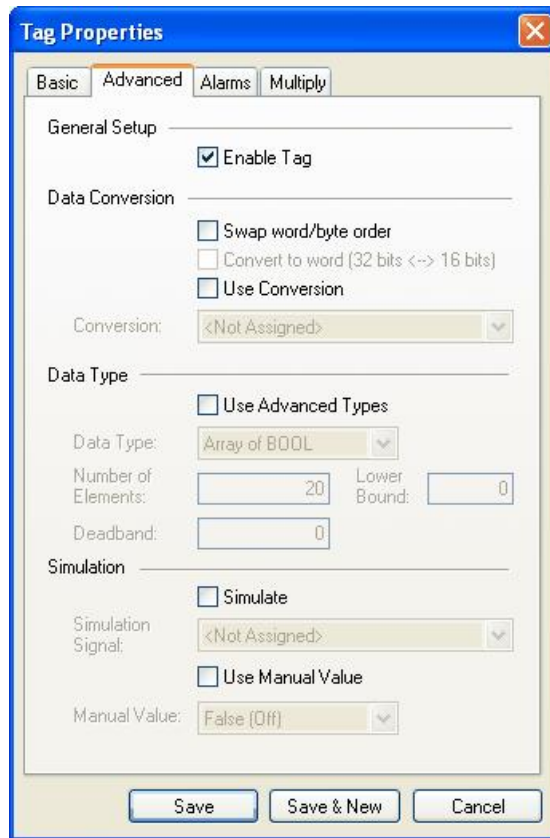 Tag Properties
Basic Advanced Alarms Multiply
General Setup
Enable Tag
Data Conversion
Swap word/byte order
Convert to word (32 bits <-> 16 bits)
Use Conversion
Conversion: <Not Assigned>
Data Type
Use Advanced Types
Data Type: Array of BOOL
Number of Elements: 20 Lower Bound: 0
Deadband: 0
Simulation
Simulate
Simulation Signal: <Not Assigned>
Use Manual Value
Manual Value: False (Off)
Save Save & New Cancel